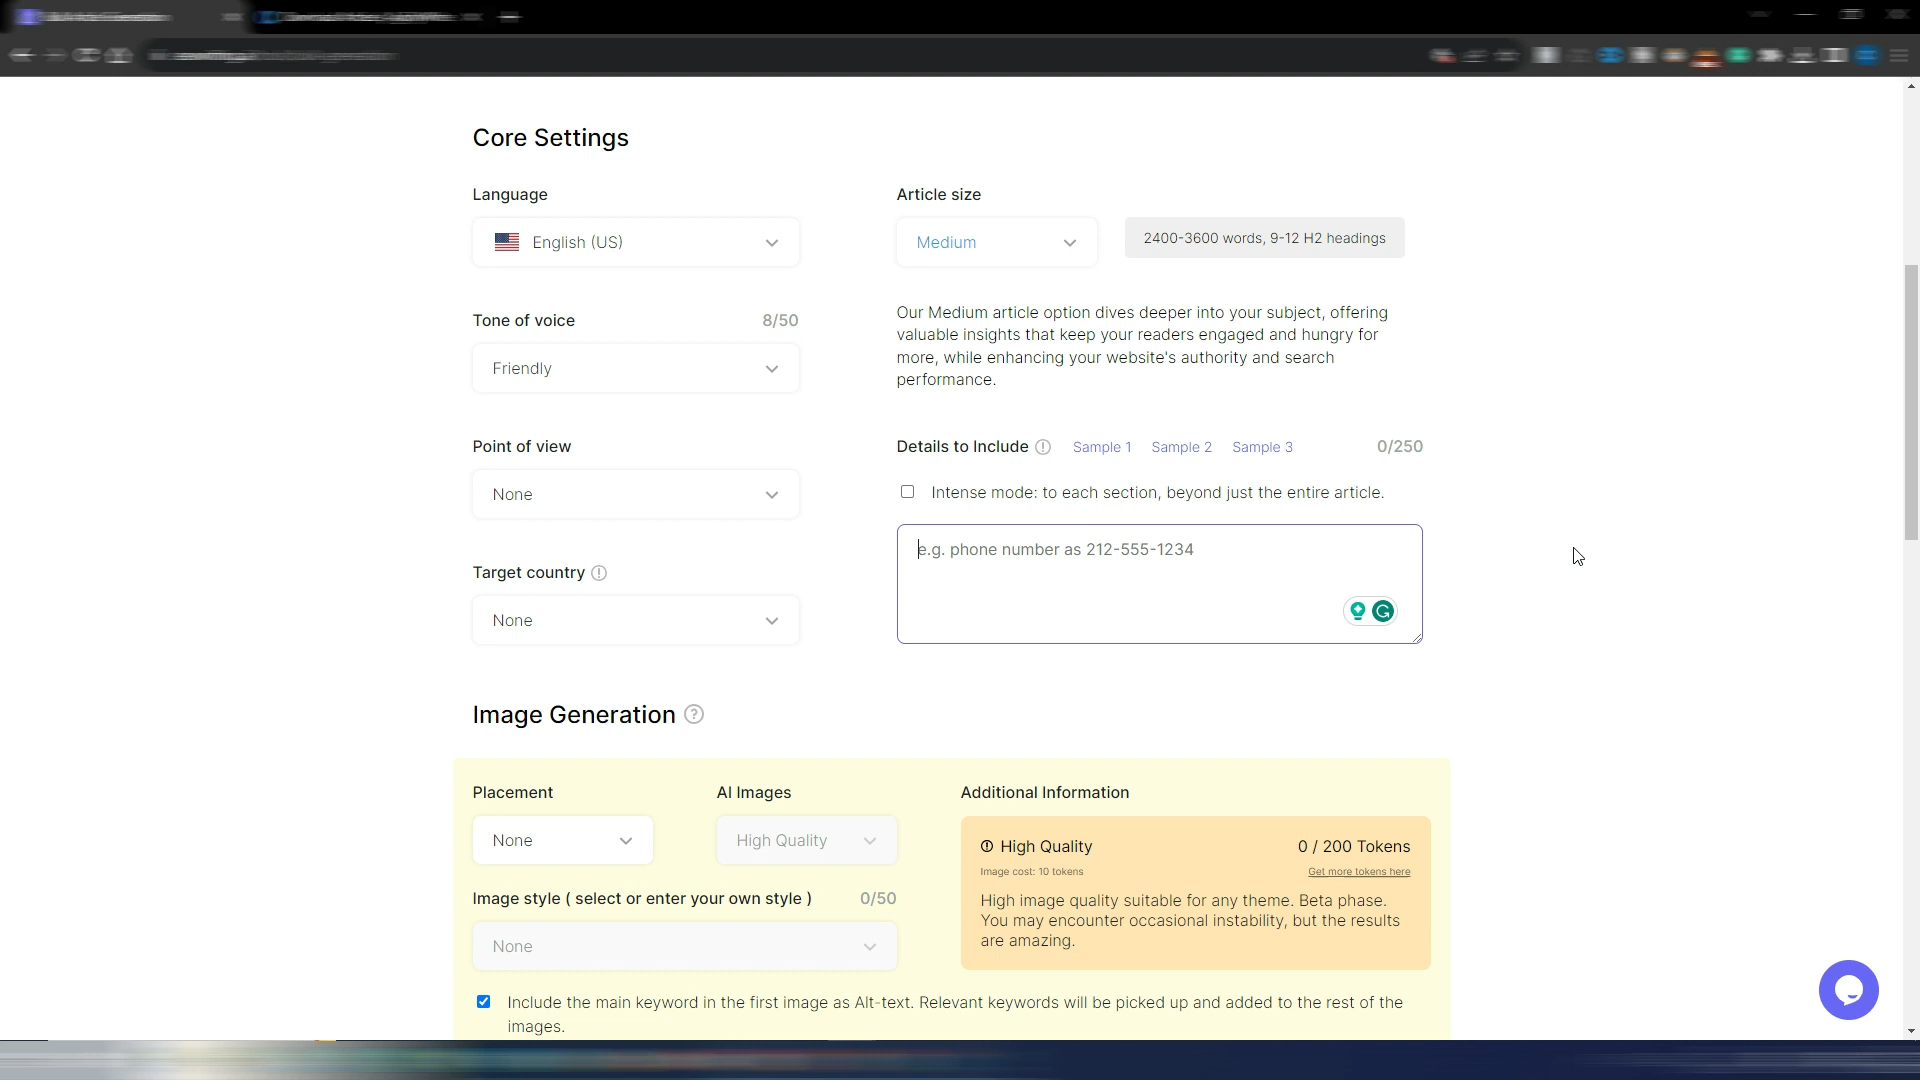 Core Settings
Language
English (US)
Article size
Medium
2400-3600 words, 9-12 H2 headings
Tone of voice 8/50
Friendly
Our Medium article option dives deeper into your subject, offering
valuable insights that keep your readers engaged and hungry for
more, while enhancing your website's authority and search
performance.
Point of view
None
Details to Include Sample 1 Sample 2 Sample 3 0/250
Intense mode: to each section, beyond just the entire article.
e.g. phone number as 212-555-1234
Target country
None
Image Generation
Placement
None
AI Images
High Quality
Additional Information
High Quality 0 / 200 Tokens
Image cost: 10 tokens Get more tokens here
High image quality suitable for any theme. Beta phase.
You may encounter occasional instability, but the results
are amazing.
Image style ( select or enter your own style ) 0/50
None
Include the main keyword in the first image as Alt-text. Relevant keywords will be picked up and added to the rest of the
images.